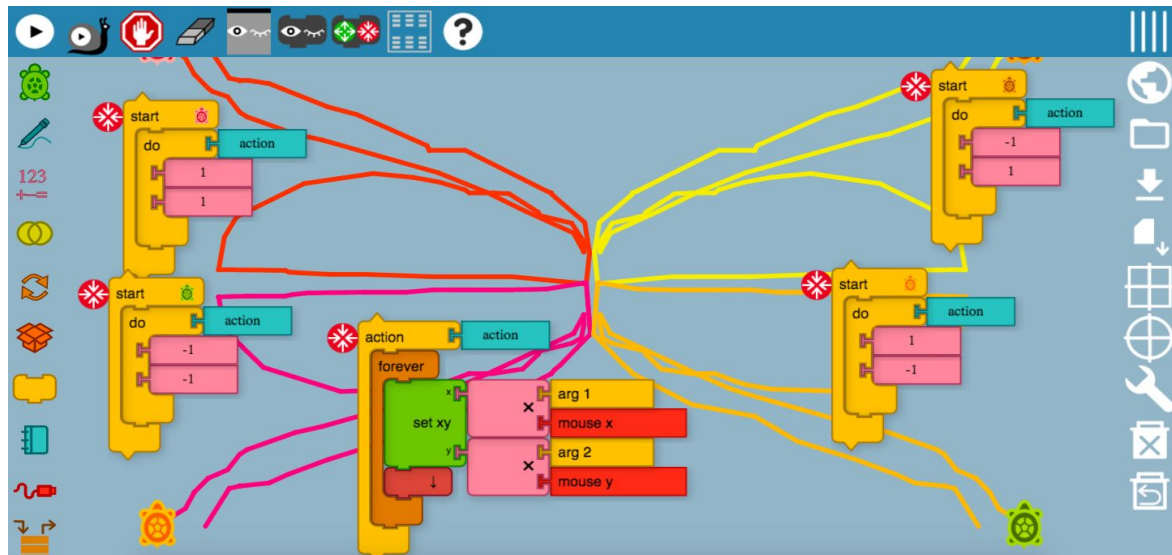 ?
start
do
action
1
1
start
do
action
-1
1
123
+-=
start
do
action
-1
-1
start
do
action
1
-1
action
action
forever
set xy
x
×
arg 1
mouse x
y
×
arg 2
mouse y
↓